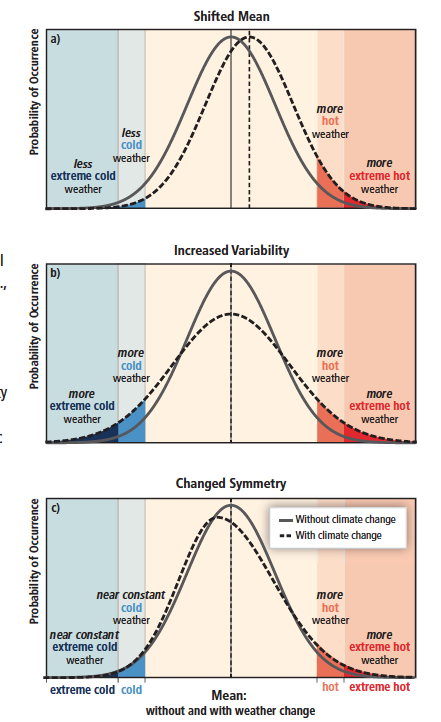 Shifted Mean
Probability of Occurrence
a)
less
cold
weather
less
extreme cold
weather
more
hot
weather
more
extreme hot
weather
Increased Variability
Probability of Occurrence
b)
more
cold
weather
more
extreme cold
weather
more
hot
weather
more
extreme hot
weather
Changed Symmetry
Probability of Occurrence
c)
Without climate change
With climate change
near constant
cold
weather
near constant
extreme cold
weather
more
hot
weather
more
extreme hot
weather
extreme cold cold
hot extreme hot
Mean:
without and with weather change